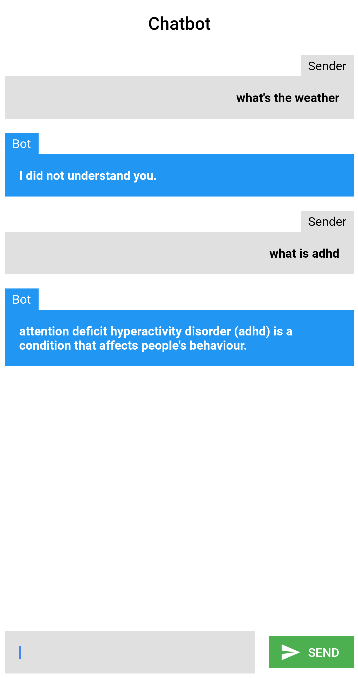 Chatbot
Sender
what's the weather
Bot
I did not understand you.
Sender
what is adhd
Bot
attention deficit hyperactivity disorder (adhd) is a
condition that affects people's behaviour.
SEND